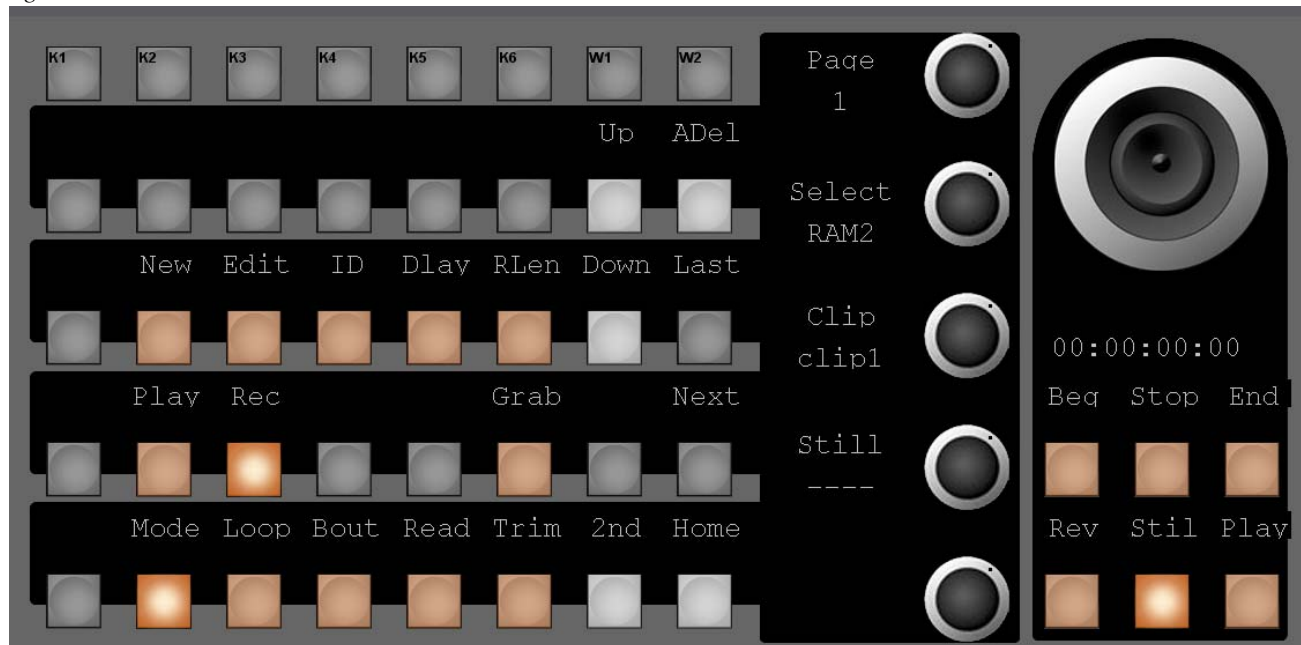 K1 K2 K3 K4 K5 K6 W1 W2
Up ADel
New Edit ID Dlay RLen Down Last
Play Rec Grab Next
Mode Loop Bout Read Trim 2nd Home
Page
1
Select
RAM2
Clip
clip1
Still
----
00:00:00:00
Beg Stop End
Rev Stil Play